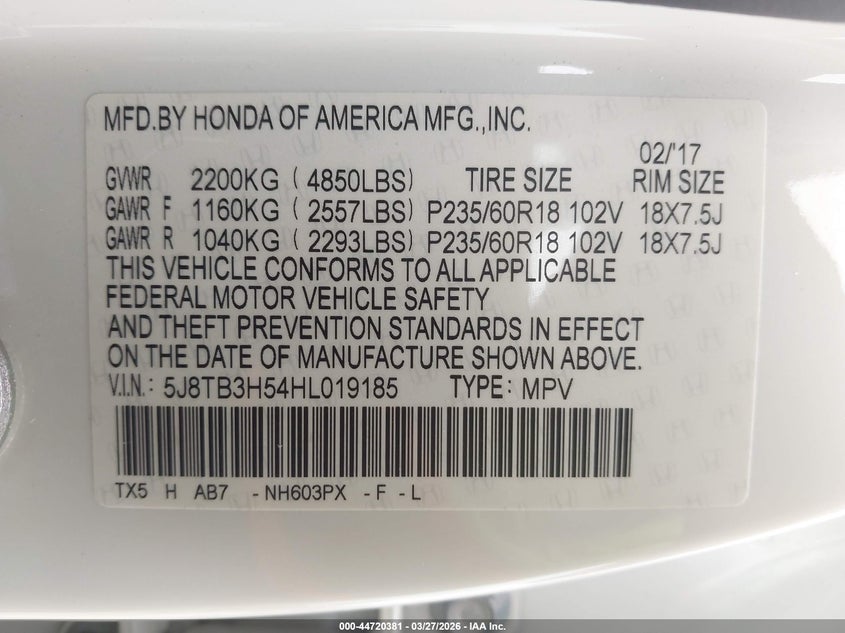 MFD.BY HONDA OF AMERICA MFG.,INC.
02/'17
GVWR 2200KG ( 4850LBS) TIRE SIZE RIM SIZE
GAWR F 1160KG ( 2557LBS) P235/60R18 102V 18X7.5J
GAWR R 1040KG ( 2293LBS) P235/60R18 102V 18X7.5J
THIS VEHICLE CONFORMS TO ALL APPLICABLE
FEDERAL MOTOR VEHICLE SAFETY
AND THEFT PREVENTION STANDARDS IN EFFECT
ON THE DATE OF MANUFACTURE SHOWN ABOVE.
V.I.N.: 5J8TB3H54HL019185 TYPE: MPV
TX5 H AB7 -NH603PX -F -L
000-44720381 - 03/27/2026 - IAA Inc.